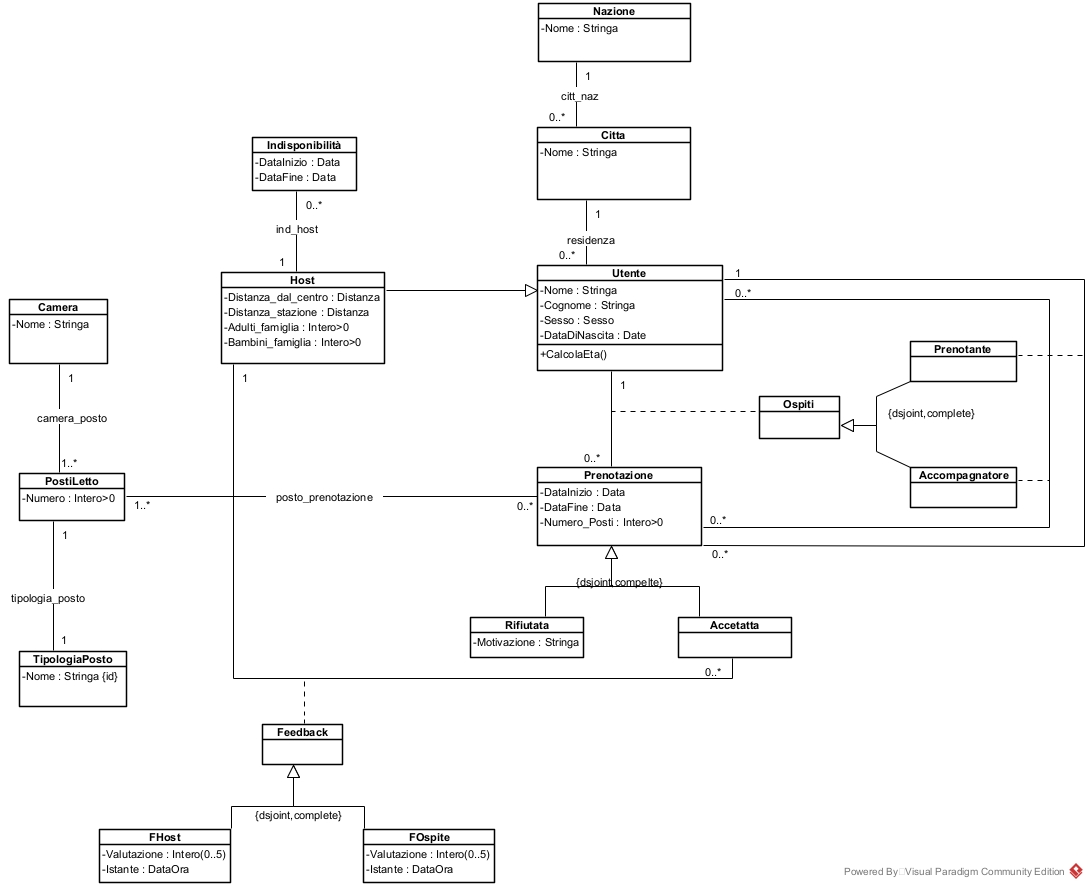 Nazione
-Nome : Stringa
1
citt_naz
0..*
Citta
-Nome : Stringa
1
residenza
0..*
Indisponibilità
-DataInizio : Data
-DataFine : Data
0..*
ind_host
1
Host
-Distanza_dal_centro : Distanza
-Distanza_stazione : Distanza
-Adulti_famiglia : Intero>0
-Bambini_famiglia : Intero>0
1
Utente
-Nome : Stringa
-Cognome : Stringa
-Sesso : Sesso
-DataDiNascita : Date
+CalcolaEta()
1
0..*
1
0..*
Camera
-Nome : Stringa
1
camera_posto
1..*
PostiLetto
-Numero : Intero>0
1..*
posto_prenotazione
0..*
1
tipologia_posto
1
TipologiaPosto
-Nome : Stringa {id}
Prenotante
Ospiti
{dsjoint,complete}
Accompagnatore
Prenotazione
-DataInizio : Data
-DataFine : Data
-Numero_Posti : Intero>0
0..*
0..*
{dsjoint,compelte}
Rifiutata
-Motivazione : Stringa
Accetatta
0..*
Feedback
{dsjoint,complete}
FHost
-Valutazione : Intero(0..5)
-Istante : DataOra
FOspite
-Valutazione : Intero(0..5)
-Istante : DataOra
Powered By Visual Paradigm Community Edition